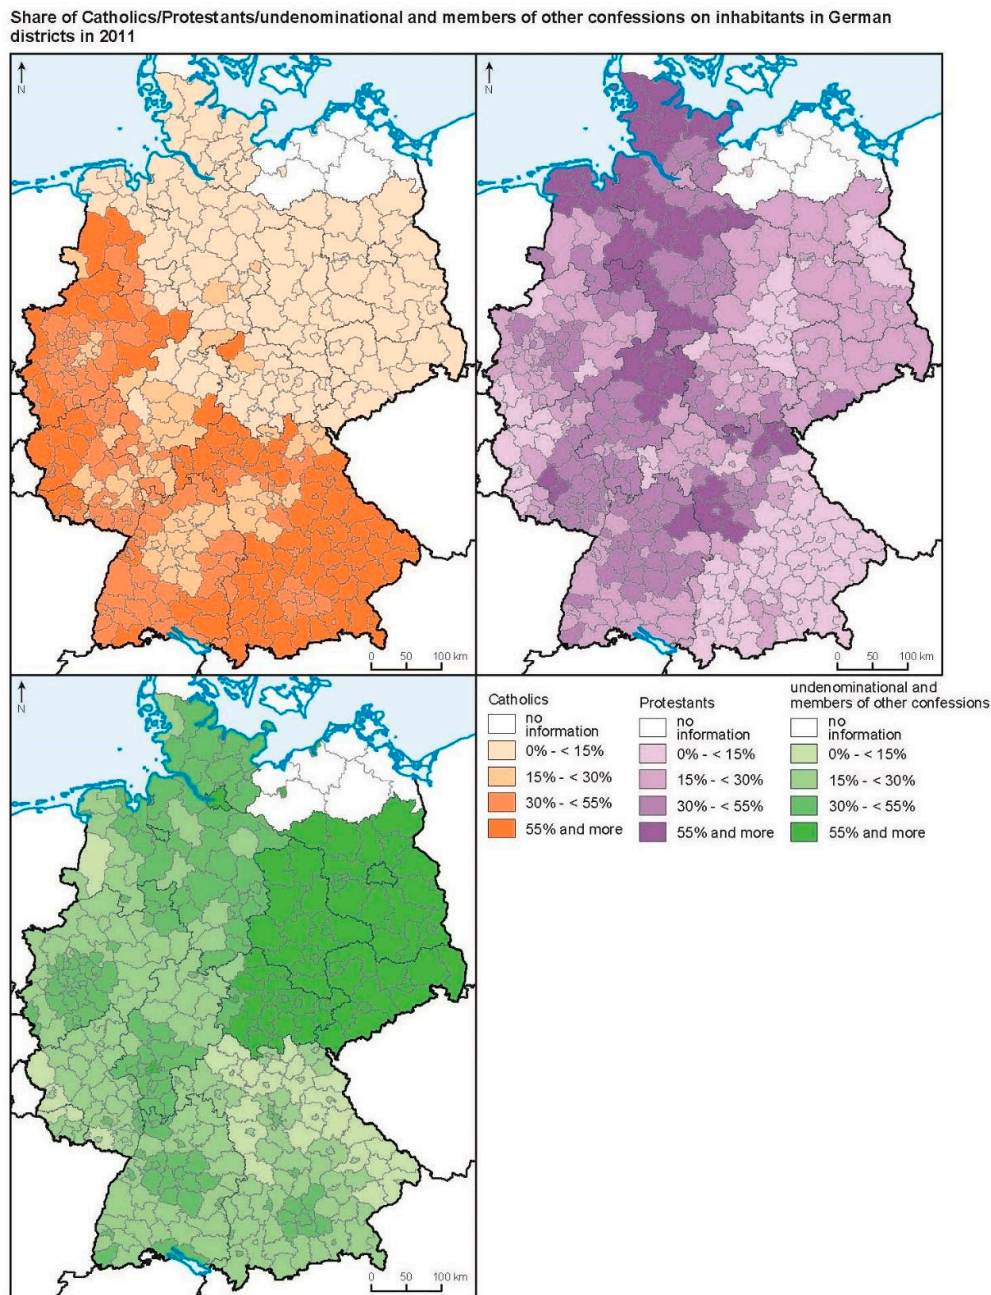 Share of Catholics/Protestants/undenominational and members of other confessions on inhabitants in German
districts in 2011
N
0 50 100 km
N
0 50 100 km
N
0 50 100 km
Catholics
no
information
0% - < 15%
15% - < 30%
30% - < 55%
55% and more
Protestants
no
information
0% - < 15%
15% - < 30%
30% - < 55%
55% and more
undenominational and
members of other confessions
no
information
0% - < 15%
15% - < 30%
30% - < 55%
55% and more